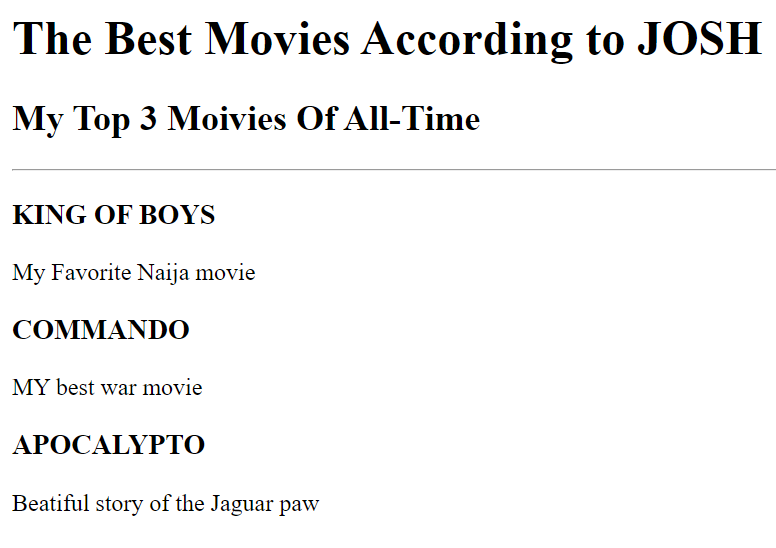 The Best Movies According to JOSH
My Top 3 Moivies Of All-Time
KING OF BOYS
My Favorite Naija movie
COMMANDO
MY best war movie
APOCALYPTO
Beatiful story of the Jaguar paw